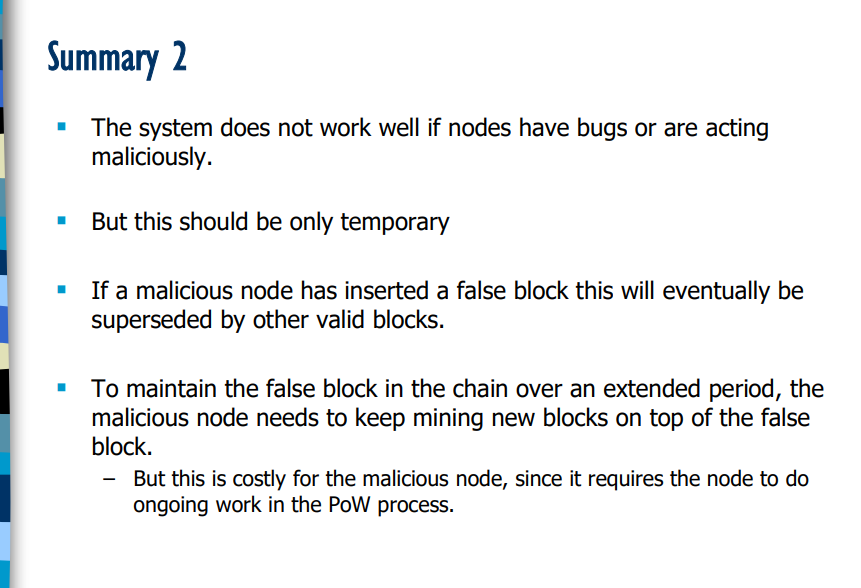 Summary 2
▪ The system does not work well if nodes have bugs or are acting
maliciously.
▪ But this should be only temporary
▪ If a malicious node has inserted a false block this will eventually be
superseded by other valid blocks.
▪ To maintain the false block in the chain over an extended period, the
malicious node needs to keep mining new blocks on top of the false
block.
– But this is costly for the malicious node, since it requires the node to do
ongoing work in the PoW process.